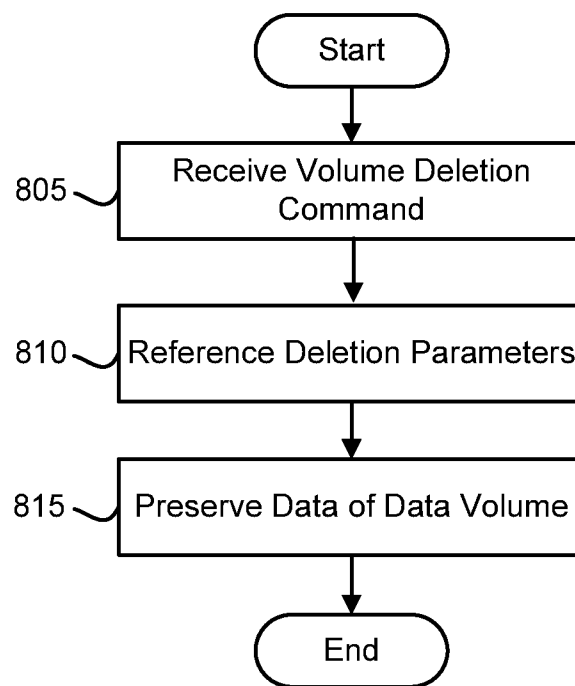 Start
805
Receive Volume Deletion
Command
810
Reference Deletion Parameters
815
Preserve Data of Data Volume
End